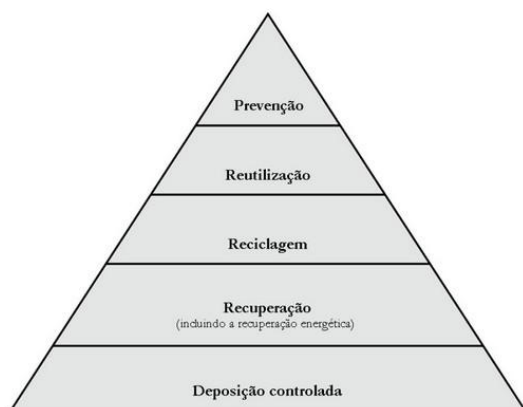 Prevenção
Reutilização
Reciclagem
Recuperação
(incluindo a recuperação energética)
Deposição controlada